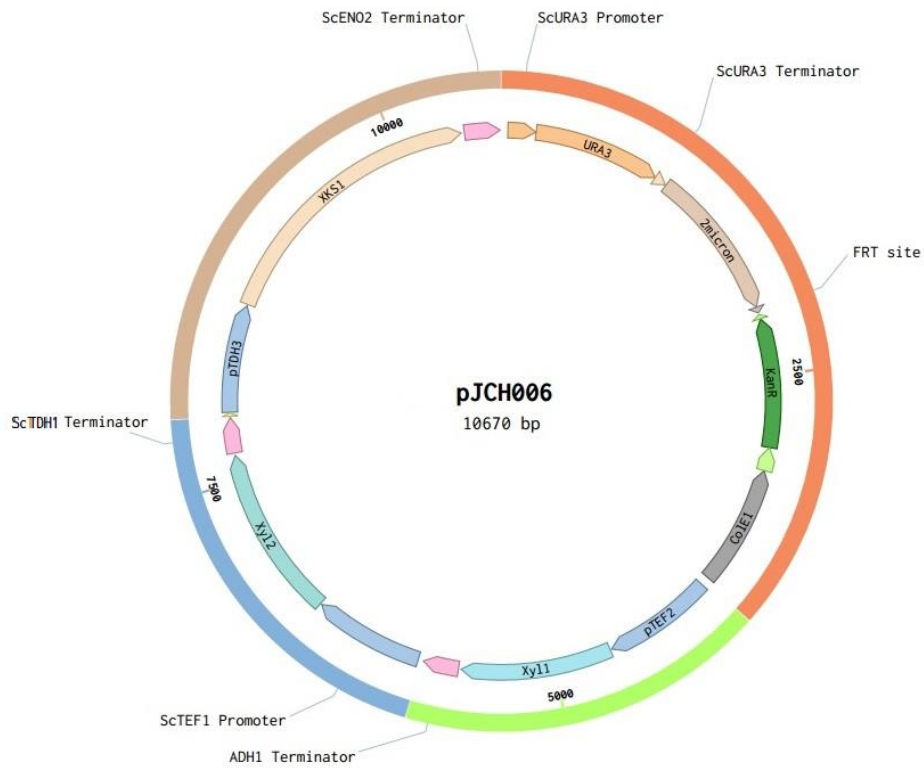 ScENO2 Terminator
ScURA3 Promoter
ScURA3 Terminator
10000
URA3
XKS1
2micron
FRT site
pTDH3
2500
KanR
pJCH006
10670 bp
ScTDH1 Terminator
7500
Xyl2
ColE1
pTEF2
Xyl1
5000
ScTEF1 Promoter
ADH1 Terminator